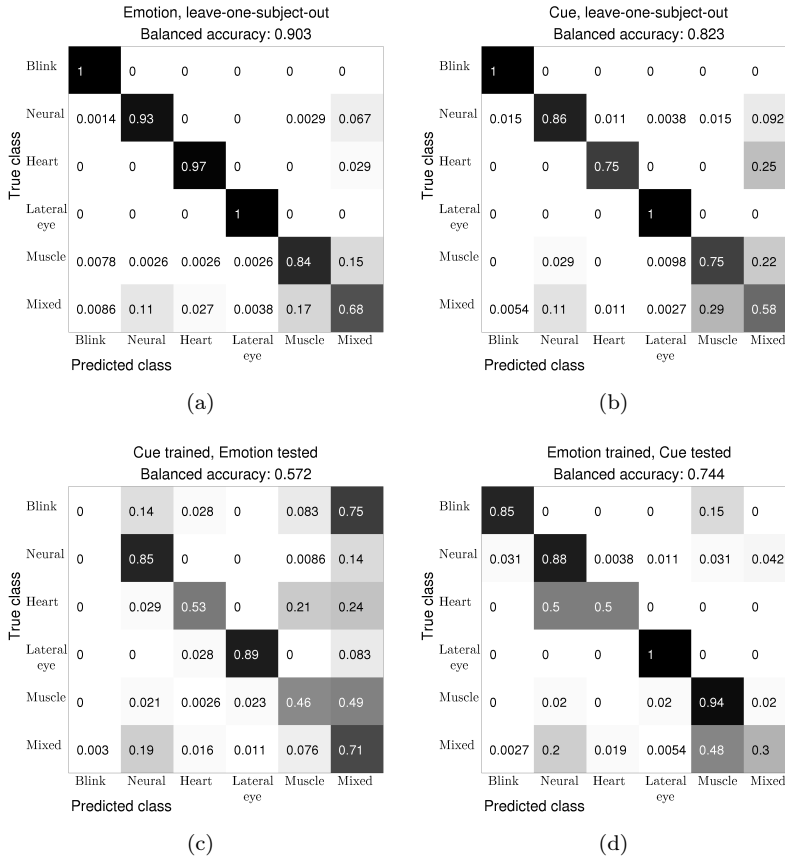 Emotion, leave-one-subject-out
Balanced accuracy: 0.903
True class
Blink 1 0 0 0 0 0
Neural 0.0014 0.93 0 0 0.0029 0.067
Heart 0 0 0.97 0 0 0.029
Lateral eye 0 0 0 1 0 0
Muscle 0.0078 0.0026 0.0026 0.0026 0.84 0.15
Mixed 0.0086 0.11 0.027 0.0038 0.17 0.68
Blink Neural Heart Lateral eye Muscle Mixed
Predicted class
(a)
Cue, leave-one-subject-out
Balanced accuracy: 0.823
True class
Blink 1 0 0 0 0 0
Neural 0.015 0.86 0.011 0.0038 0.015 0.092
Heart 0 0 0.75 0 0 0.25
Lateral eye 0 0 0 1 0 0
Muscle 0 0.029 0 0.0098 0.75 0.22
Mixed 0.0054 0.11 0.011 0.0027 0.29 0.58
Blink Neural Heart Lateral eye Muscle Mixed
Predicted class
(b)
Cue trained, Emotion tested
Balanced accuracy: 0.572
True class
Blink 0 0.14 0.028 0 0.083 0.75
Neural 0 0.85 0 0 0.0086 0.14
Heart 0 0.029 0.53 0 0.21 0.24
Lateral eye 0 0 0.028 0.89 0 0.083
Muscle 0 0.021 0.0026 0.023 0.46 0.49
Mixed 0.003 0.19 0.016 0.011 0.076 0.71
Blink Neural Heart Lateral eye Muscle Mixed
Predicted class
(c)
Emotion trained, Cue tested
Balanced accuracy: 0.744
True class
Blink 0.85 0 0 0 0.15 0
Neural 0.031 0.88 0.0038 0.011 0.031 0.042
Heart 0 0.5 0.5 0 0 0
Lateral eye 0 0 0 1 0 0
Muscle 0 0.02 0 0.02 0.94 0.02
Mixed 0.0027 0.2 0.019 0.0054 0.48 0.3
Blink Neural Heart Lateral eye Muscle Mixed
Predicted class
(d)